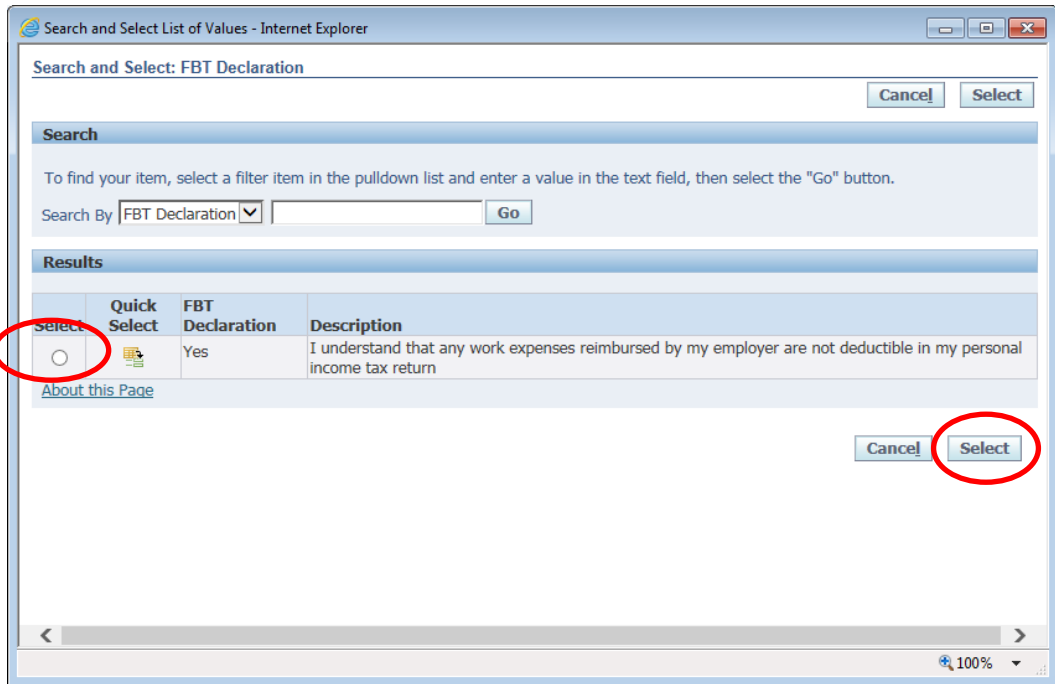 Search and Select List of Values - Internet Explorer
Search and Select: FBT Declaration
Cancel Select
Search
To find your item, select a filter item in the pulldown list and enter a value in the text field, then select the "Go" button.
Search By FBT Declaration Go
Results
Select Quick Select FBT Declaration Description
Yes I understand that any work expenses reimbursed by my employer are not deductible in my personal
income tax return
About this Page
Cancel Select
100%